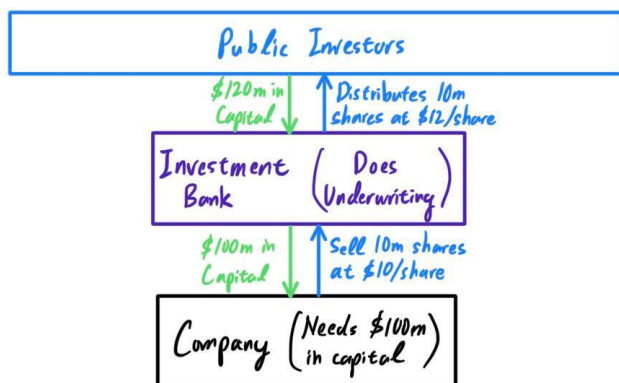 Public Investors
$120m in
Capital
Distributes 10m
shares at $12/share
Investment
Bank
(Does
Underwriting)
$100m in
Capital
Sell 10m shares
at $10/share
Company
(Needs $100m
in capital)